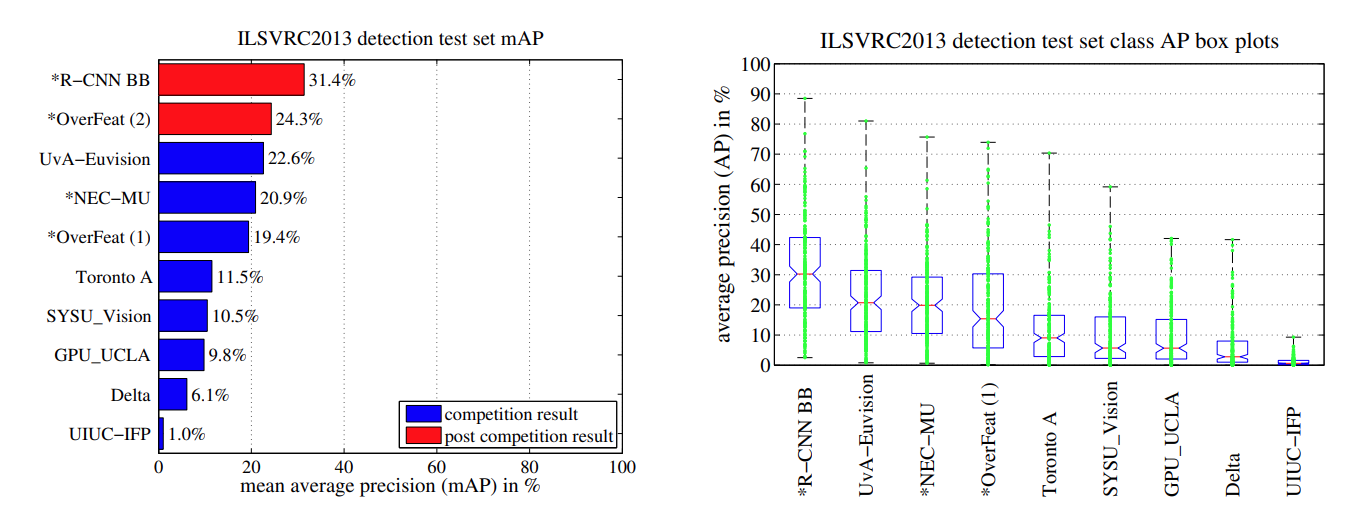 ILSVRC2013 detection test set mAP
*R−CNN BB 31.4%
*OverFeat (2) 24.3%
UvA−Euvision 22.6%
*NEC−MU 20.9%
*OverFeat (1) 19.4%
Toronto A 11.5%
SYSU_Vision 10.5%
GPU_UCLA 9.8%
Delta 6.1%
UIUC−IFP 1.0%
competition result
post competition result
0 20 40 60 80 100
mean average precision (mAP) in %
ILSVRC2013 detection test set class AP box plots
average precision (AP) in %
100
90
80
70
60
50
40
30
20
10
0
*R−CNN BB
UvA−Euvision
*NEC−MU
*OverFeat (1)
Toronto A
SYSU_Vision
GPU_UCLA
Delta
UIUC−IFP